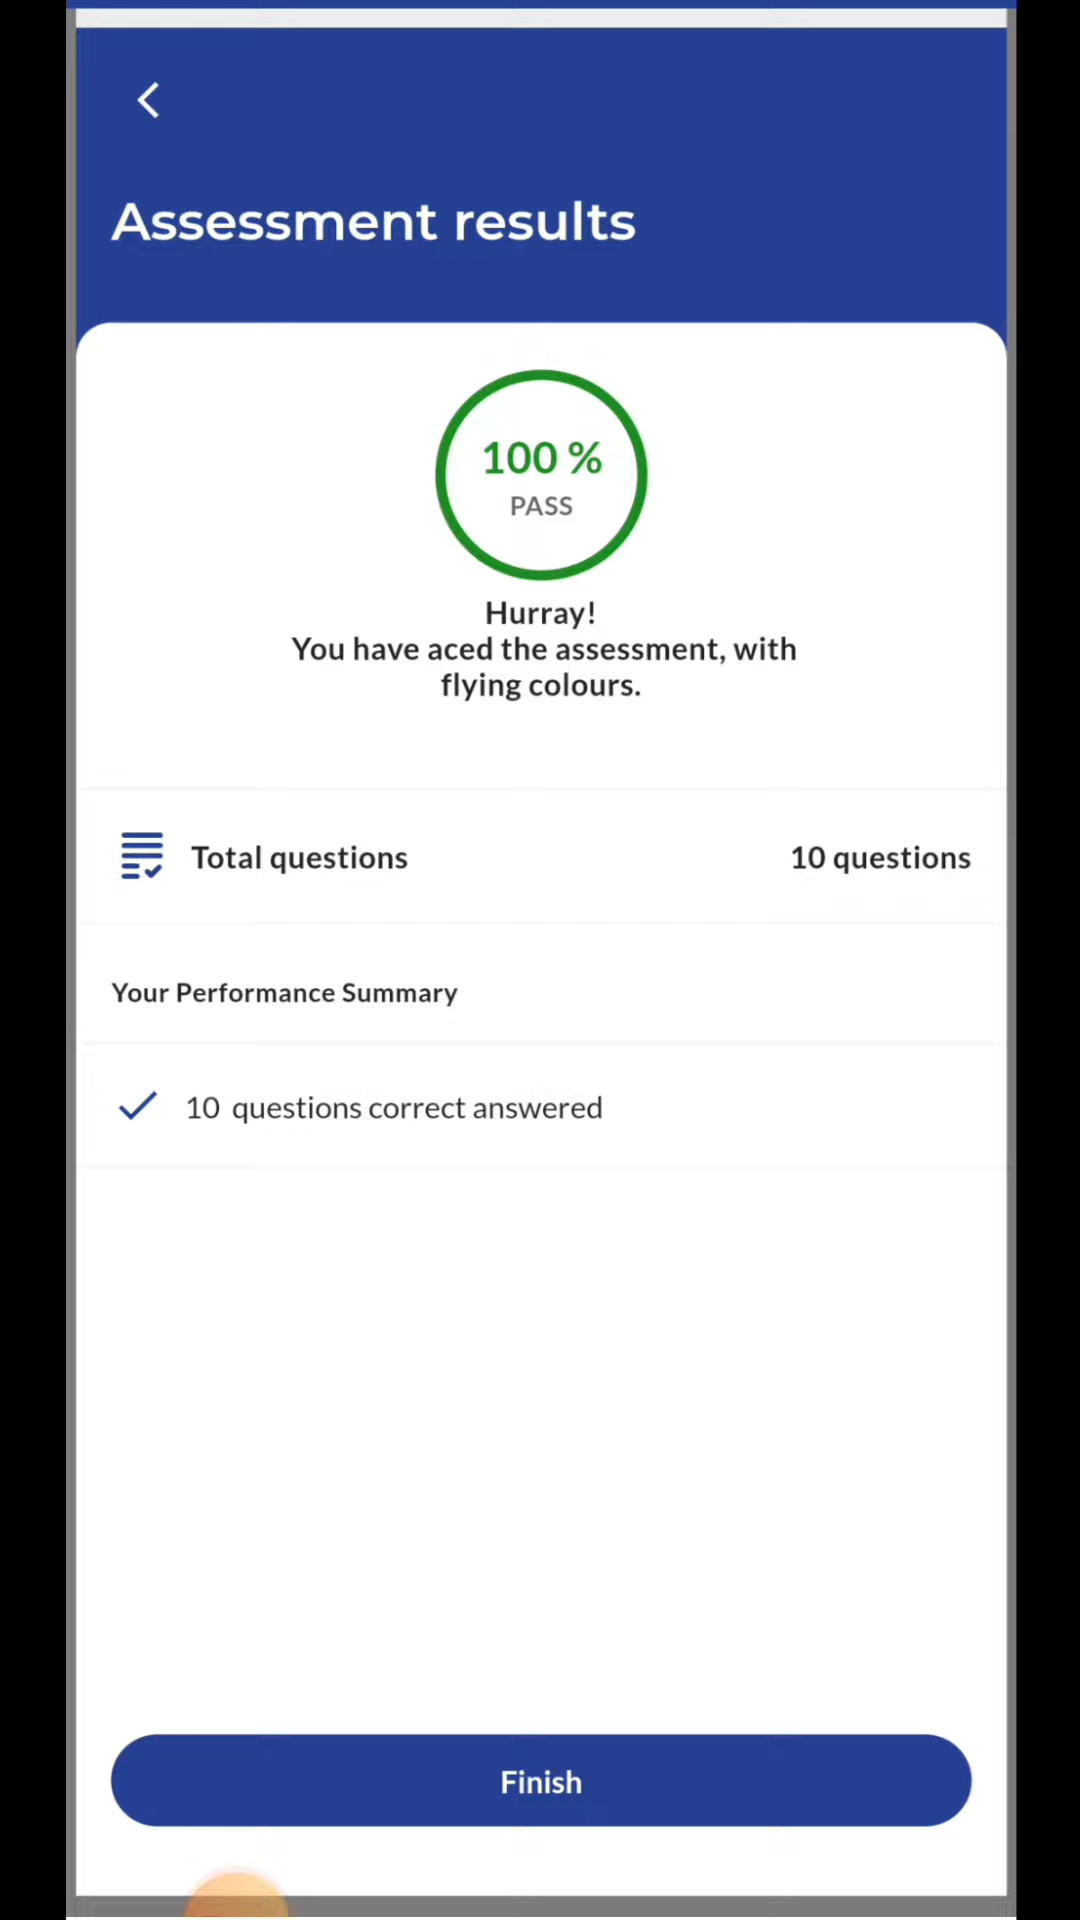 Assessment results
100 %
PASS
Hurray!
You have aced the assessment, with
flying colours.
Total questions 10 questions
Your Performance Summary
10 questions correct answered
Finish